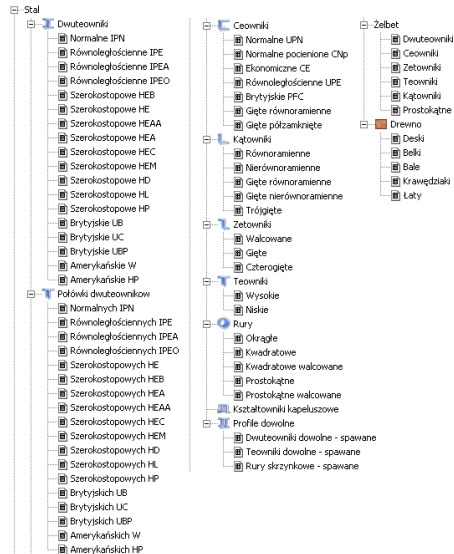 Stal
Dwuteowniki
Normalne IPN
Równoległościenne IPE
Równoległościenne IPEA
Równoległościenne IPEO
Szerokostopowe HEB
Szerokostopowe HE
Szerokostopowe HEAA
Szerokostopowe HEA
Szerokostopowe HEC
Szerokostopowe HEM
Szerokostopowe HD
Szerokostopowe HL
Szerokostopowe HP
Brytyjskie UB
Brytyjskie UC
Brytyjskie UBP
Amerykańskie W
Amerykańskie HP
Połówki dwuteownikow
Normalnych IPN
Równoległościennych IPE
Równoległościennych IPEA
Równoległościennych IPEO
Szerokostopowych HE
Szerokostopowych HEB
Szerokostopowych HEA
Szerokostopowych HEAA
Szerokostopowych HEC
Szerokostopowych HEM
Szerokostopowych HD
Szerokostopowych HL
Szerokostopowych HP
Brytyjskich UB
Brytyjskich UC
Brytyjskich UBP
Amerykańskich W
Amerykańskich HP
Ceowniki
Normalne UPN
Normalne pocienione CNp
Ekonomiczne CE
Równoległościenne UPE
Brytyjskie PFC
Gięte równoramienne
Gięte półzamknięte
Kątowniki
Równoramienne
Nierównoramienne
Gięte równoramienne
Gięte nierównoramienne
Trójgięte
Zetowniki
Walcowane
Gięte
Czterogięte
Teowniki
Wysokie
Niskie
Rury
Okrągłe
Kwadratowe
Kwadratowe walcowane
Prostokątne
Prostokątne walcowane
Kształtowniki kapeluszowe
Profile dowolne
Dwuteowniki dowolne - spawane
Teowniki dowolne - spawane
Rury skrzynkowe - spawane
Żelbet
Dwuteowniki
Ceowniki
Zetowniki
Teowniki
Kątowniki
Prostokątne
Drewno
Deski
Belki
Bale
Krawędziaki
Łaty